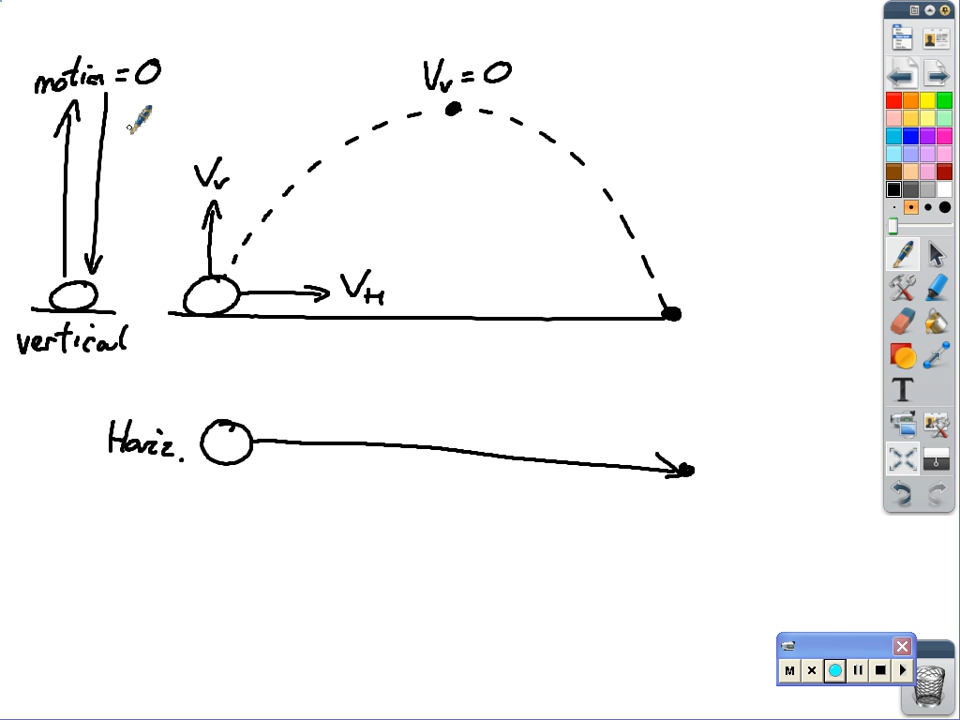 motion = 0
Vv = 0
Vv
VH
vertical
Horiz.
T
M